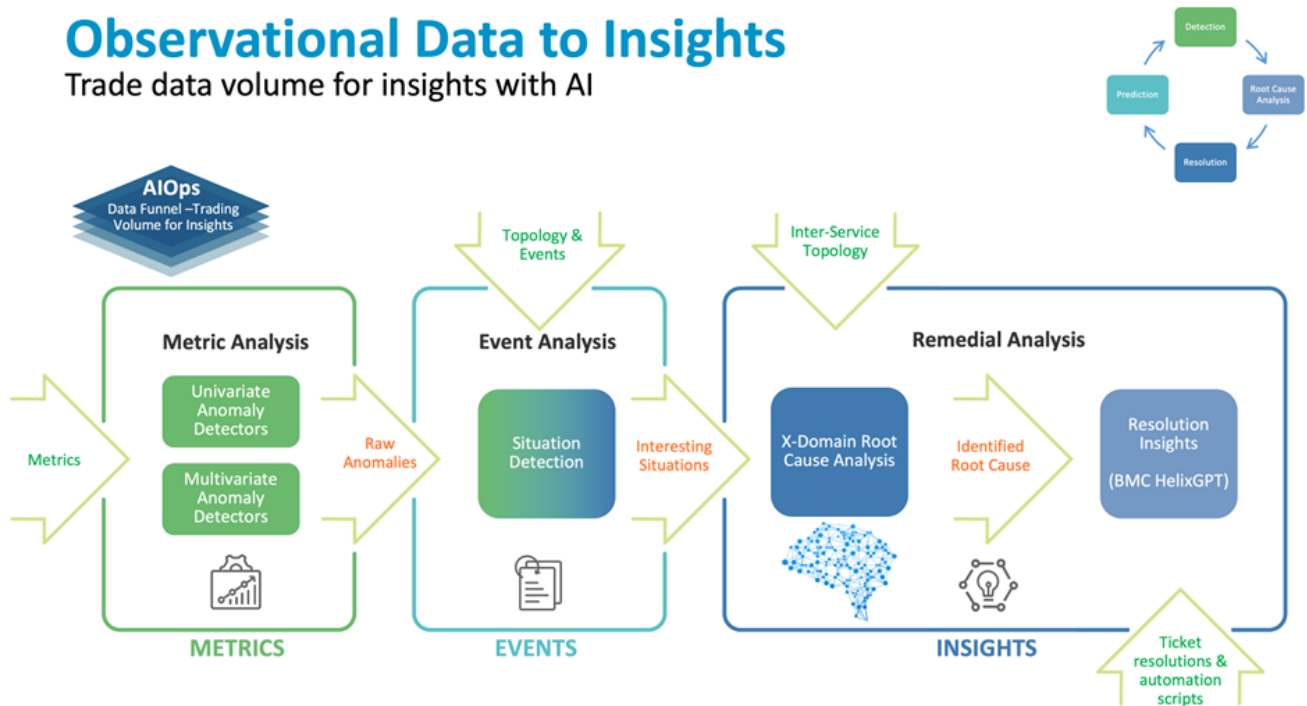 Observational Data to Insights
Trade data volume for insights with AI
Detection
Prediction
Root Cause
Analysis
Resolution
AIOps
Data Funnel –Trading
Volume for Insights
Topology &
Events
Inter-Service
Topology
Metric Analysis
Event Analysis
Remedial Analysis
Metrics
Univariate
Anomaly
Detectors
Multivariate
Anomaly
Detectors
Raw
Anomalies
Situation
Detection
Interesting
Situations
X-Domain Root
Cause Analysis
Identified
Root Cause
Resolution
Insights
(BMC HelixGPT)
METRICS
EVENTS
INSIGHTS
Ticket
resolutions &
automation
scripts